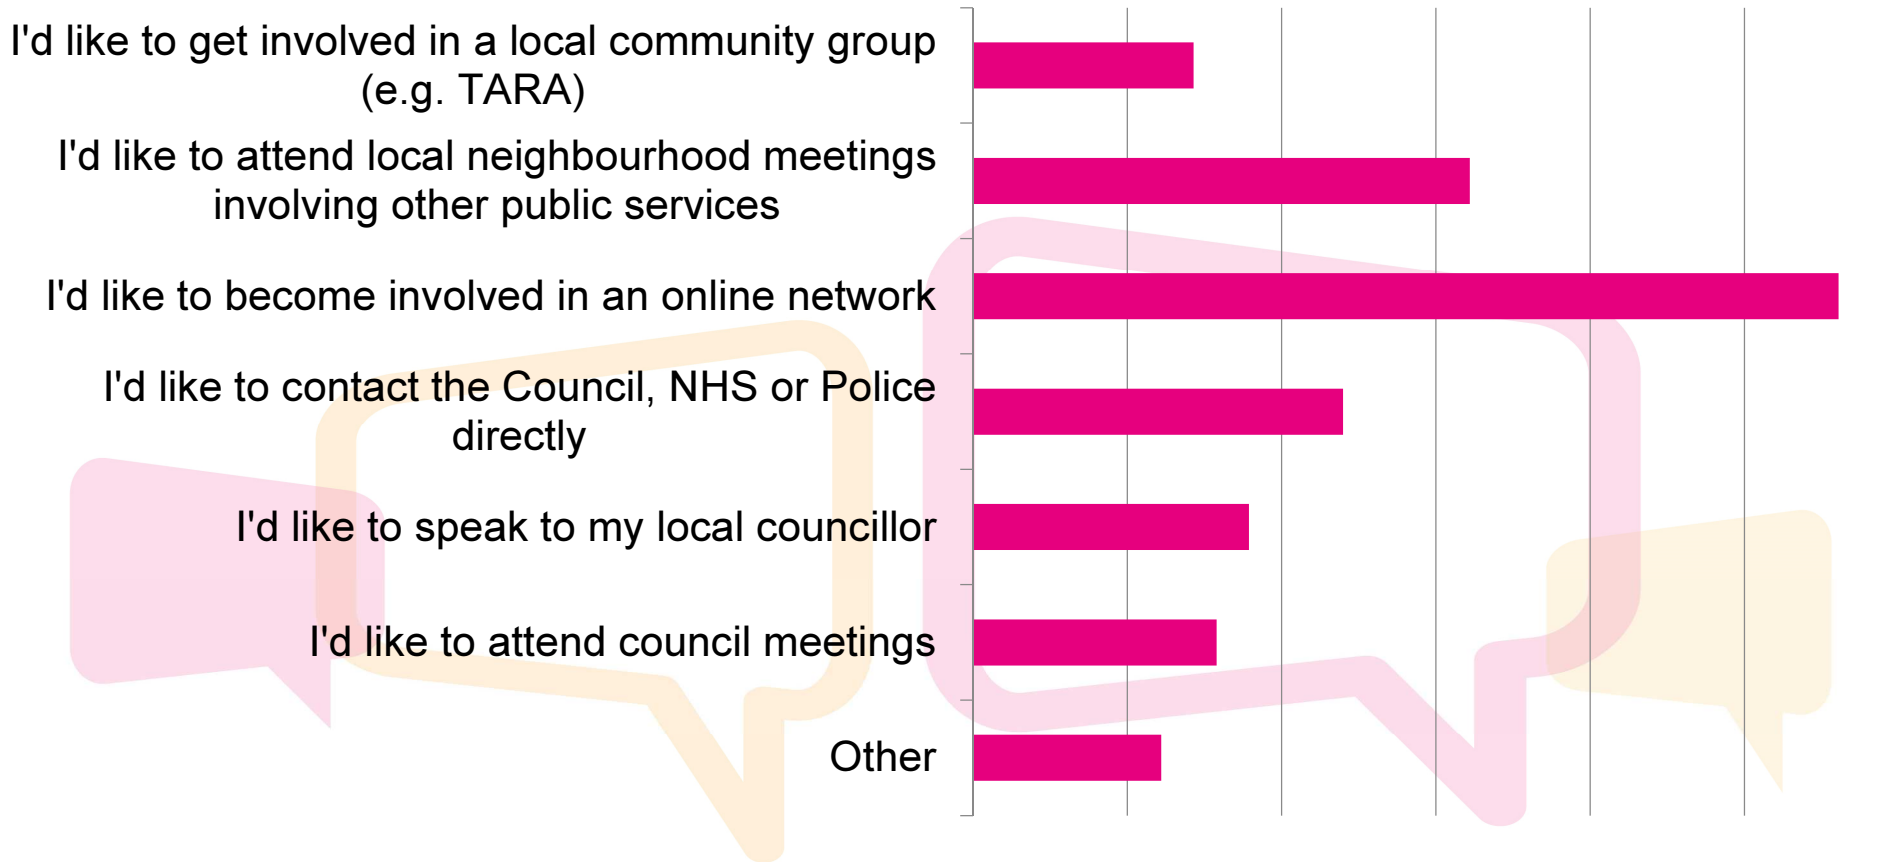 I'd like to get involved in a local community group
(e.g. TARA)
I'd like to attend local neighbourhood meetings
involving other public services
I'd like to become involved in an online network
I'd like to contact the Council, NHS or Police
directly
I'd like to speak to my local councillor
I'd like to attend council meetings
Other